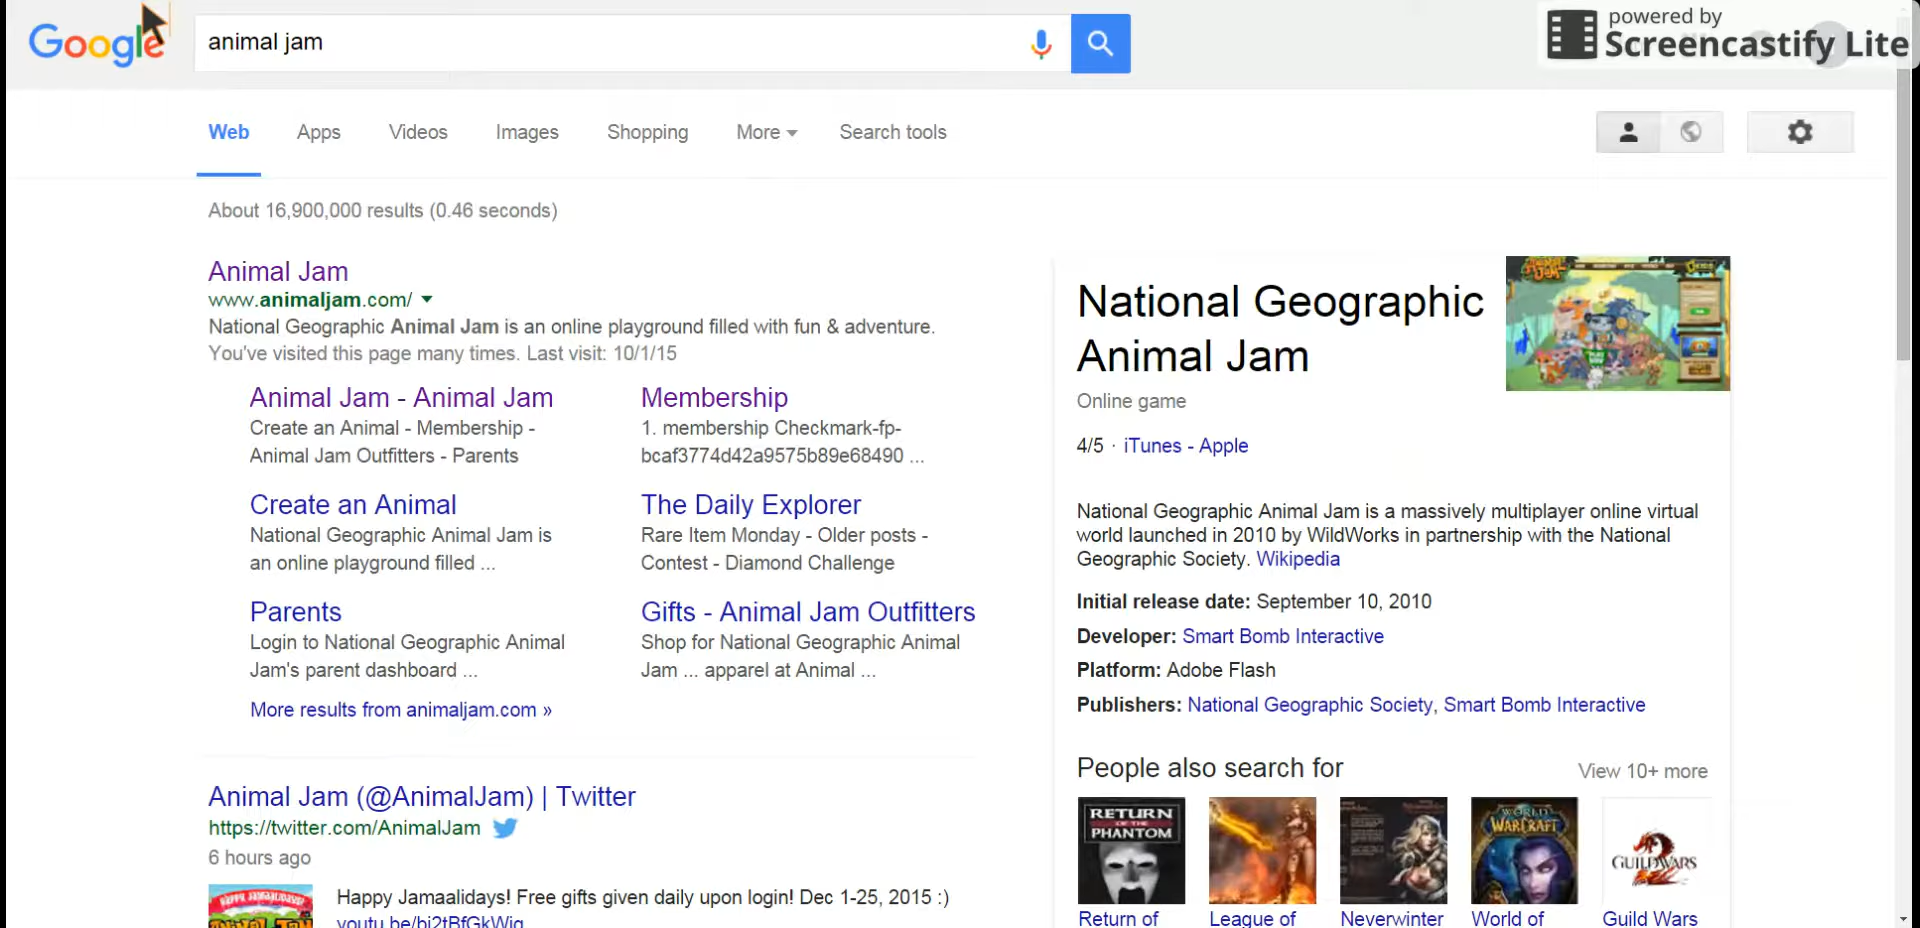 Google
animal jam
powered by
Screencastify Lite
Web Apps Videos Images Shopping More Search tools
About 16,900,000 results (0.46 seconds)
Animal Jam
www.animaljam.com/
National Geographic Animal Jam is an online playground filled with fun & adventure.
You've visited this page many times. Last visit: 10/1/15
Animal Jam - Animal Jam
Create an Animal - Membership -
Animal Jam Outfitters - Parents
Membership
1. membership Checkmark-fp-
bcaf3774d42a9575b89e68490 ...
Create an Animal
National Geographic Animal Jam is
an online playground filled ...
The Daily Explorer
Rare Item Monday - Older posts -
Contest - Diamond Challenge
Parents
Login to National Geographic Animal
Jam's parent dashboard ...
Gifts - Animal Jam Outfitters
Shop for National Geographic Animal
Jam ... apparel at Animal ...
More results from animaljam.com »
Animal Jam (@AnimalJam) | Twitter
https://twitter.com/AnimalJam
6 hours ago
HAPPY JAMAALIDAYS!
Happy Jamaalidays! Free gifts given daily upon login! Dec 1-25, 2015 :)
youtu.be/bi2tBfGkWig
National Geographic
Animal Jam
Online game
4/5 · iTunes - Apple
National Geographic Animal Jam is a massively multiplayer online virtual
world launched in 2010 by WildWorks in partnership with the National
Geographic Society. Wikipedia
Initial release date: September 10, 2010
Developer: Smart Bomb Interactive
Platform: Adobe Flash
Publishers: National Geographic Society, Smart Bomb Interactive
People also search for
View 10+ more
RETURN
OF THE
PHANTOM
WORLD
WARCRAFT
GUILD WARS
Return of
League of
Neverwinter
World of
Guild Wars